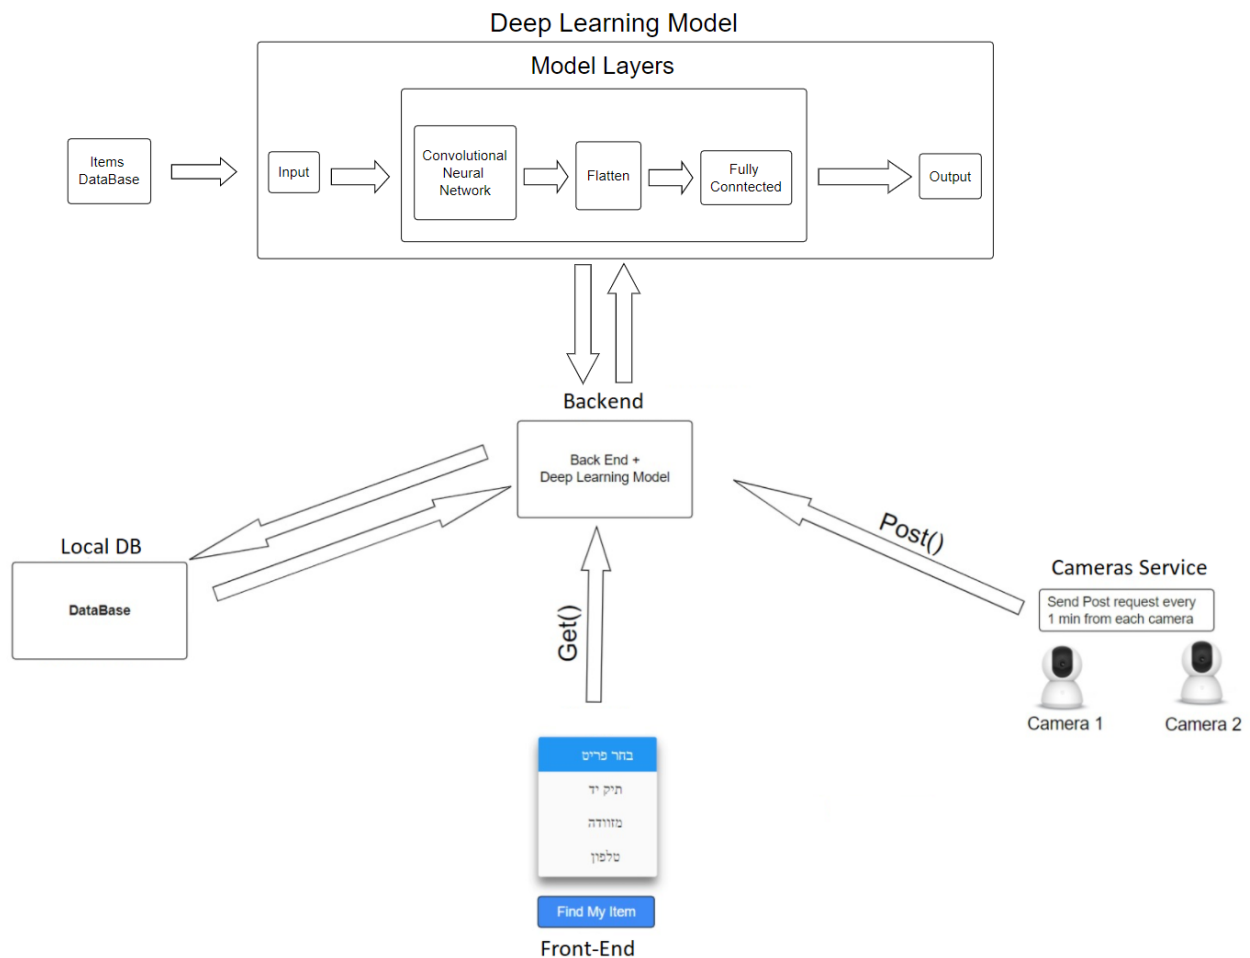 Deep Learning Model
Model Layers
Items
DataBase
Input
Convolutional
Neural
Network
Flatten
Fully
Conntected
Output
Backend
Back End +
Deep Learning Model
Local DB
DataBase
Post()
Cameras Service
Send Post request every
1 min from each camera
Camera 1
Camera 2
Get()
בחר פריט
תיק יד
מזוודה
טלפון
Find My Item
Front-End